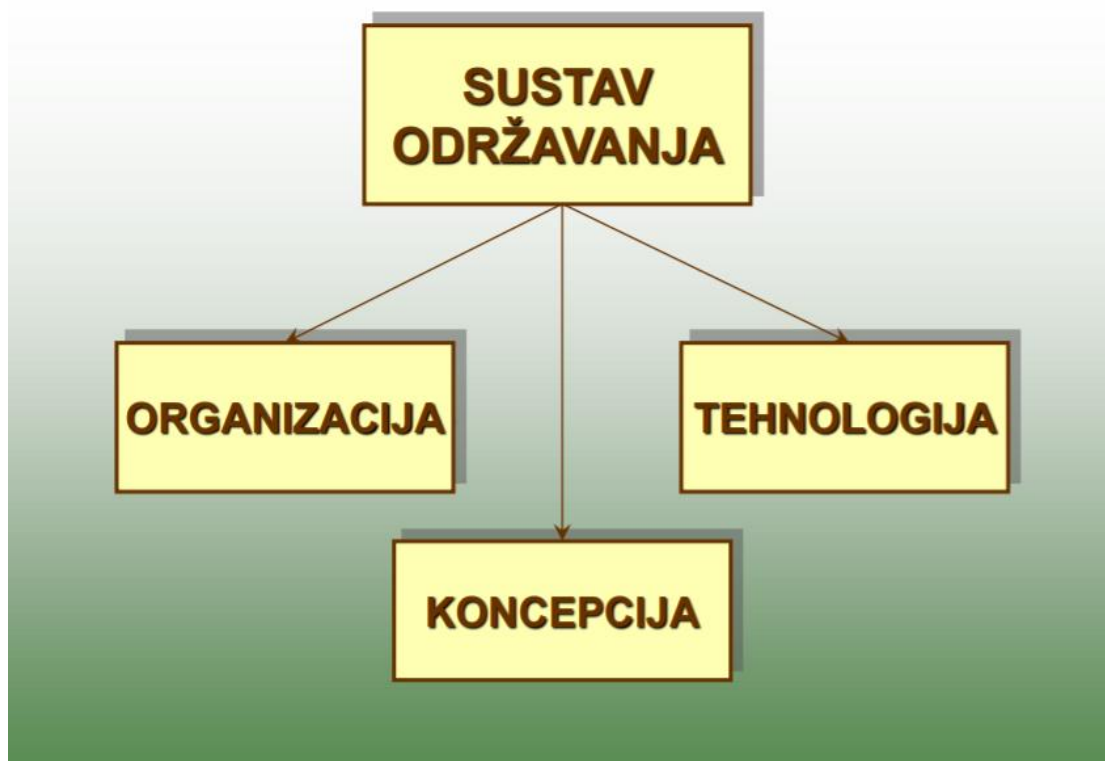 SUSTAV
ODRŽAVANJA
ORGANIZACIJA
TEHNOLOGIJA
KONCEPCIJA